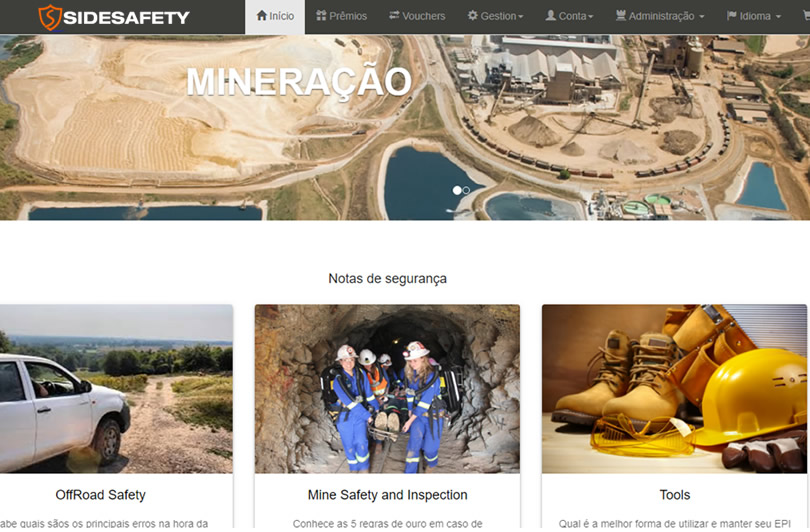 SIDESAFETY Início Prêmios Vouchers Gestion Conta Administração Idioma
MINERAÇÃO
Notas de segurança
OffRoad Safety Mine Safety and Inspection Tools
abe quais sãos os principais erros na hora da Conhece as 5 regras de ouro em caso de Qual é a melhor forma de utilizar e manter seu EPI